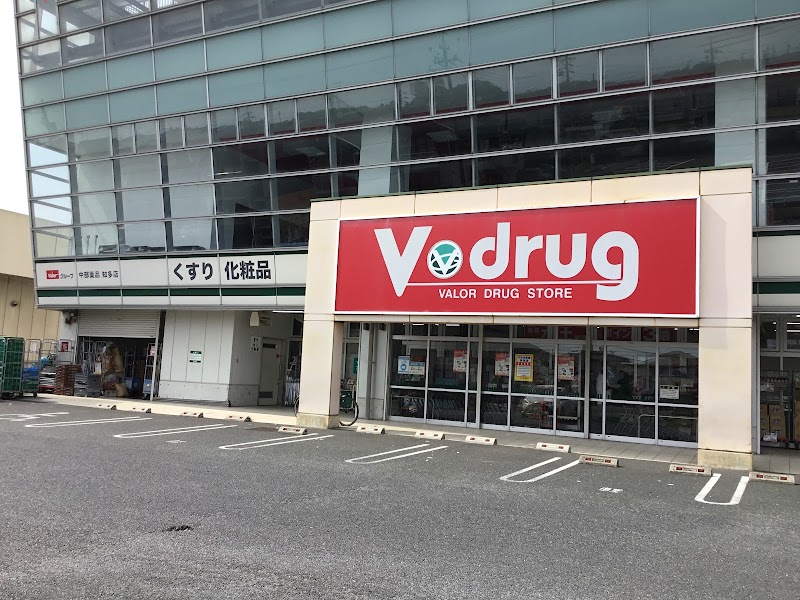 V drug
VALOR DRUG STORE
Valor グループ 中部薬品 知多店
くすり 化粧品